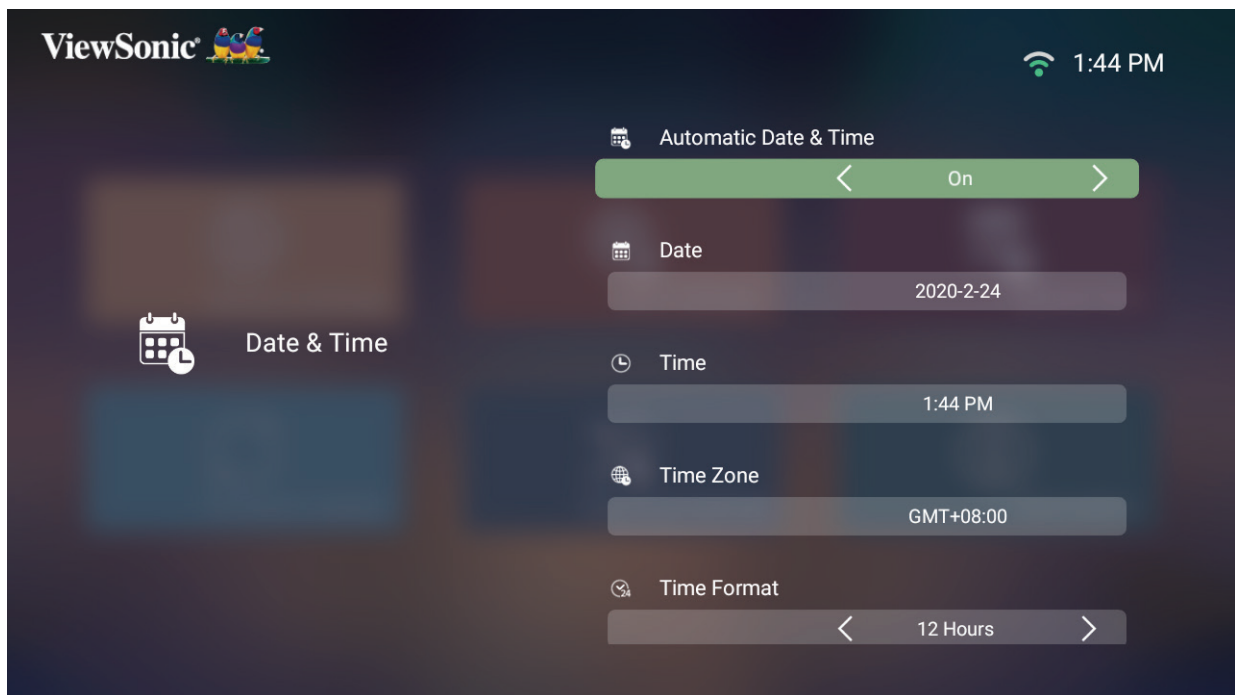 ViewSonic®
1:44 PM
Automatic Date & Time
On
Date
2020-2-24
Date & Time
Time
1:44 PM
Time Zone
GMT+08:00
24
Time Format
12 Hours